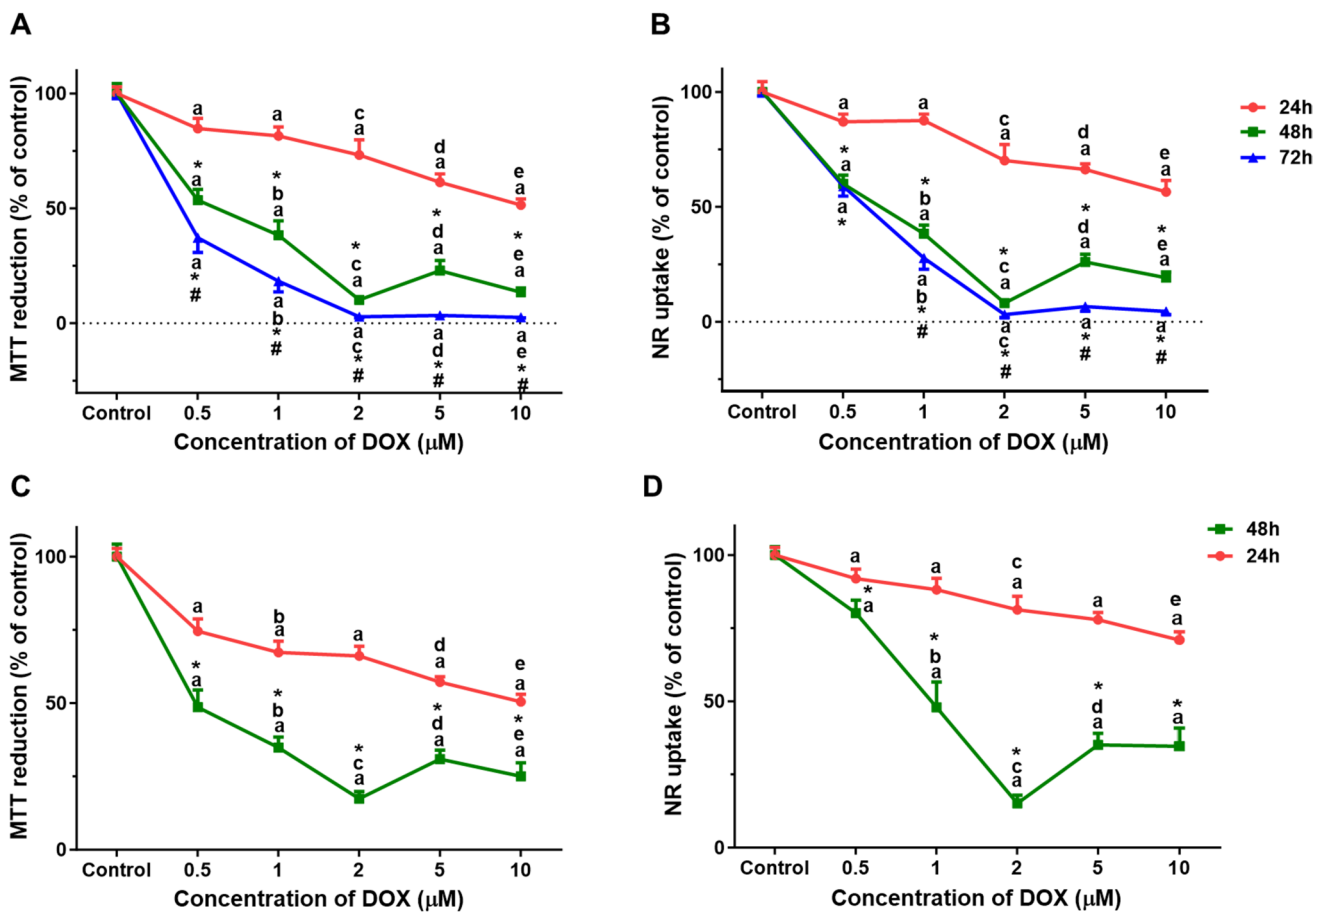 A
MTT reduction (% of control)
100
50
0
a
a
c
a
d
a
e
a
*
a
*
b
a
*
c
a
*
d
a
*
e
a
a
*
#
a
b
*
#
a
c
*
#
a
d
*
#
a
e
*
#
Control 0.5 1 2 5 10
Concentration of DOX (μM)
B
NR uptake (% of control)
100
50
0
a
a
c
a
d
a
e
a
*
a
*
b
a
*
c
a
*
d
a
*
e
a
a
*
a
b
*
#
a
c
*
#
a
*
#
a
*
#
Control 0.5 1 2 5 10
Concentration of DOX (μM)
24h
48h
72h
C
MTT reduction (% of control)
100
50
0
a
b
a
a
d
a
e
a
*
a
*
b
a
*
c
a
*
d
a
*
e
a
Control 0.5 1 2 5 10
Concentration of DOX (μM)
D
NR uptake (% of control)
100
50
0
a
a
c
a
a
e
a
*
a
*
b
a
*
c
a
*
d
a
*
a
Control 0.5 1 2 5 10
Concentration of DOX (μM)
48h
24h